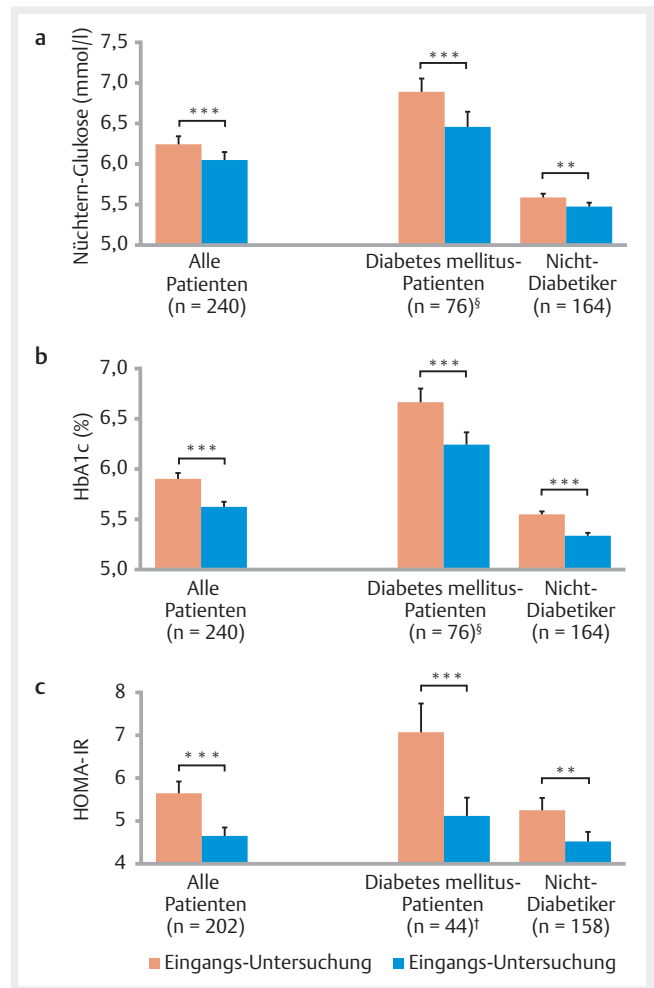 a
Nüchtern-Glukose (mmol/l)
7,5
7,0
6,5
6,0
5,5
5,0
***
***
**
Alle
Patienten
(n = 240)
Diabetes mellitus-
Patienten
(n = 76)§
Nicht-
Diabetiker
(n = 164)
b
HbA1c (%)
7,0
6,5
6,0
5,5
5,0
***
***
***
Alle
Patienten
(n = 240)
Diabetes mellitus-
Patienten
(n = 76)§
Nicht-
Diabetiker
(n = 164)
c
HOMA-IR
8
7
6
5
4
***
***
**
Alle
Patienten
(n = 202)
Diabetes mellitus-
Patienten
(n = 44)†
Nicht-
Diabetiker
(n = 158)
Eingangs-Untersuchung
Eingangs-Untersuchung